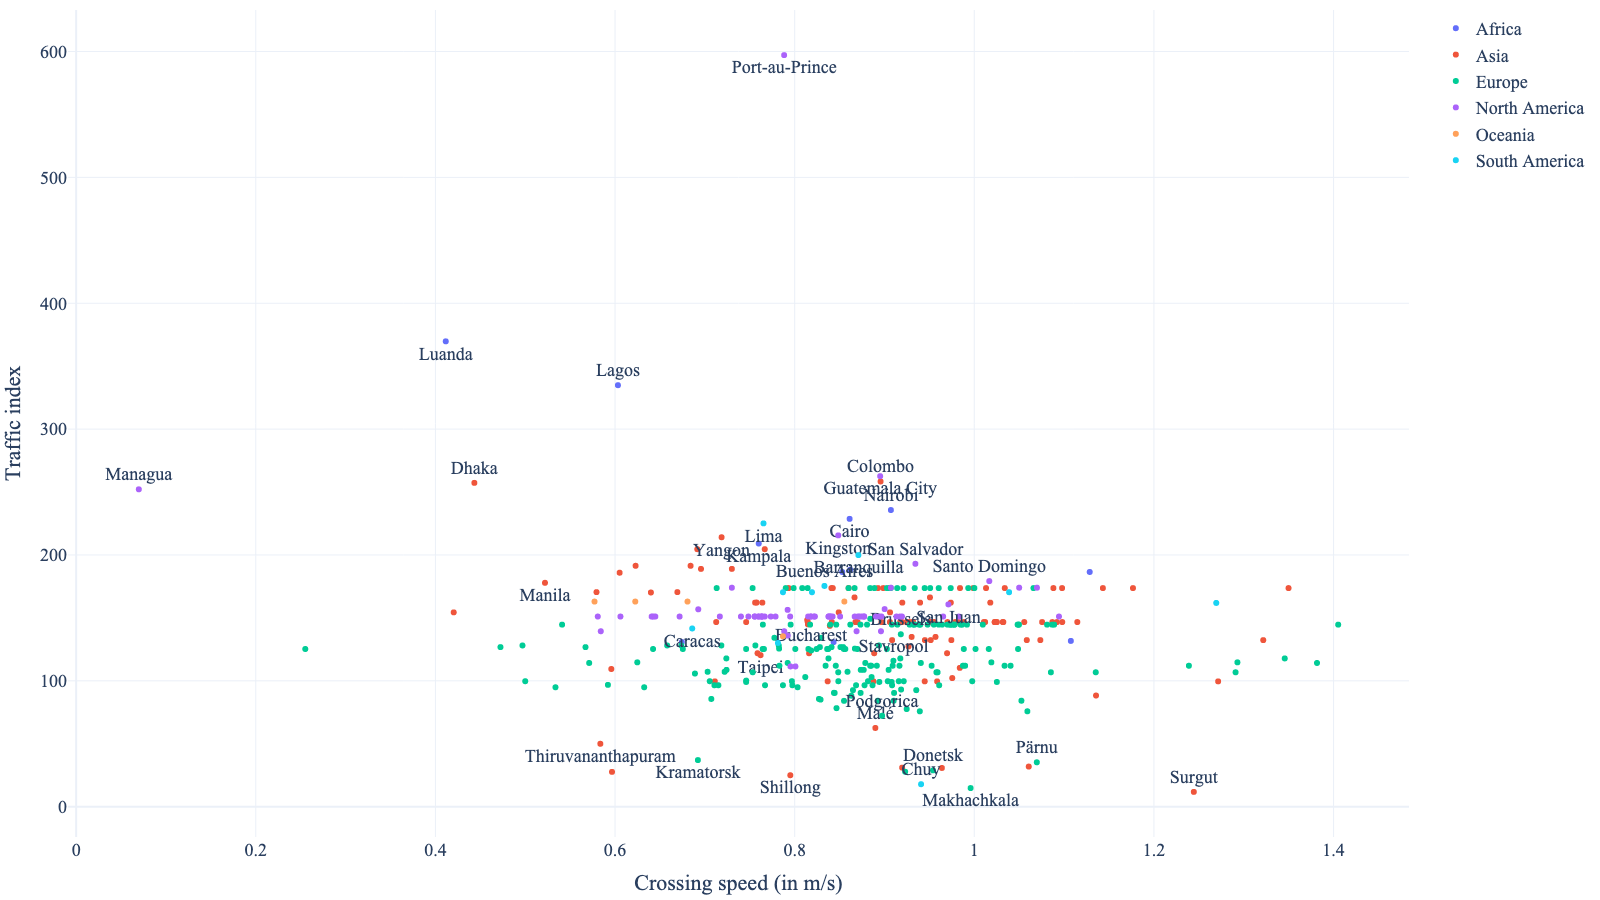 600
500
400
300
200
100
0
0
0.2
0.4
0.6
0.8
1
1.2
1.4
Traffic index
Crossing speed (in m/s)
Africa
Asia
Europe
North America
Oceania
South America
Port-au-Prince
Luanda
Lagos
Managua
Dhaka
Colombo
Guatemala City
Nairobi
Cairo
Lima
Yangon
Kampala
Kingston
San Salvador
Barranquilla
Buenos Aires
Santo Domingo
Manila
Brussels
San Juan
Bucharest
Caracas
Stavropol
Taipei
Podgorica
Malé
Thiruvananthapuram
Kramatorsk
Shillong
Donetsk
Chuy
Pärnu
Makhachkala
Surgut